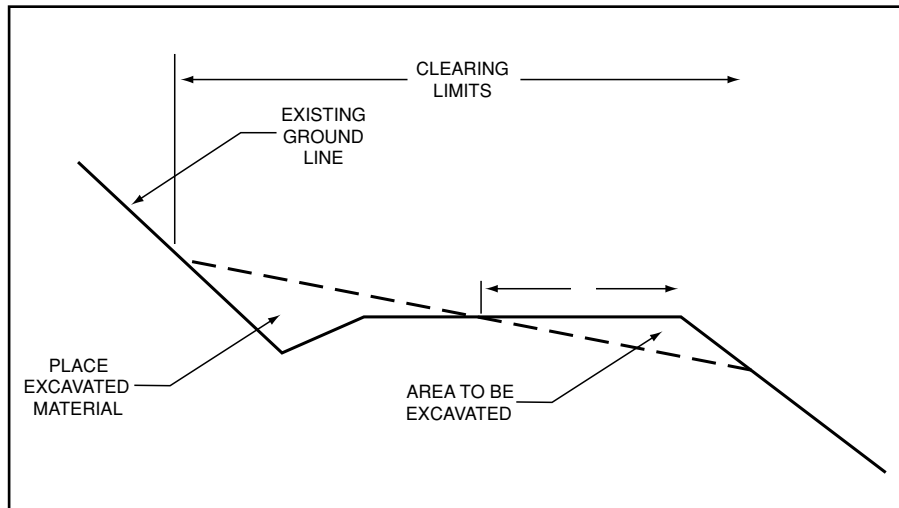 CLEARING
LIMITS
EXISTING
GROUND
LINE
PLACE
EXCAVATED
MATERIAL
AREA TO BE
EXCAVATED